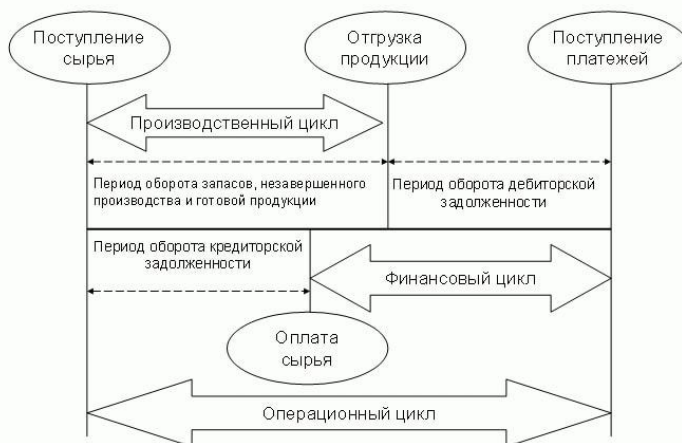 Поступление
сырья
Отгрузка
продукции
Поступление
платежей
Производственный цикл
Период оборота запасов, незавершенного
производства и готовой продукции
Период оборота дебиторской
задолженности
Период оборота кредиторской
задолженности
Финансовый цикл
Оплата
сырья
Операционный цикл